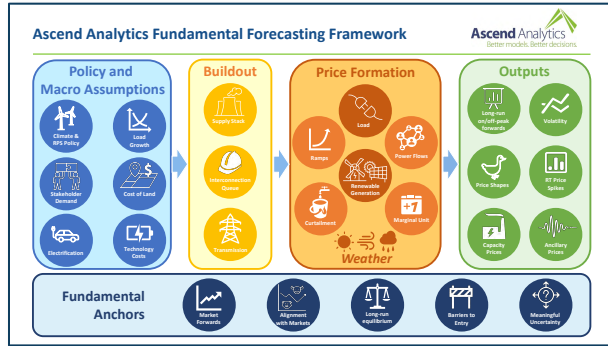 Ascend Analytics Fundamental Forecasting Framework
Ascend Analytics
Better models. Better decisions.
Policy and
Macro Assumptions
Climate &
RPS Policy
Load
Growth
Stakeholder
Demand
Cost of Land
Electrification
Technology
Costs
Buildout
Supply Stack
Interconnection
Queue
Transmission
Price Formation
Load
Ramps
Power Flows
Renewable
Generation
Curtailment
Marginal Unit
Weather
Outputs
Long-run
on/off-peak
forwards
Volatility
Price Shapes
RT Price
Spikes
Capacity
Prices
Ancillary
Prices
Fundamental
Anchors
Market
Forwards
Alignment
with Markets
Long-run
equilibrium
Barriers to
Entry
Meaningful
Uncertainty